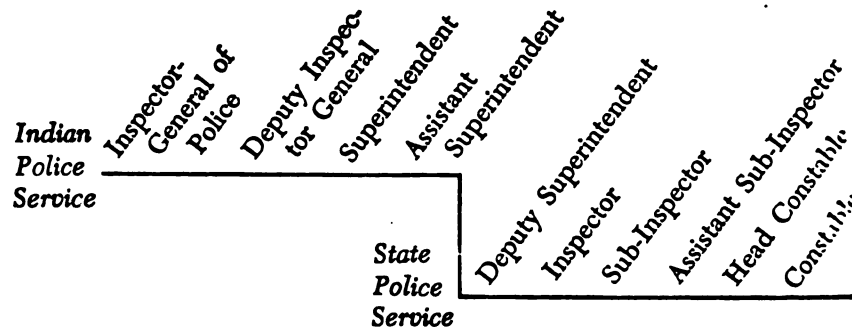 Indian
Police
Service
Inspector-
General of
Police
Deputy Inspec-
tor General
Superintendent
Assistant
Superintendent
State
Police
Service
Deputy Superintendent
Inspector
Sub-Inspector
Assistant Sub-Inspector
Head Constable